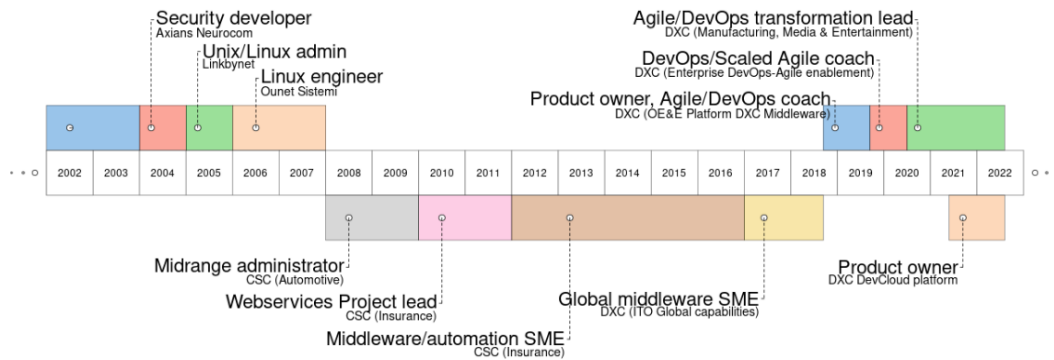 Security developer
Axians Neurocom
Unix/Linux admin
Linkbynet
Linux engineer
Ounet Sistemi
Agile/DevOps transformation lead
DXC (Manufacturing, Media & Entertainment)
DevOps/Scaled Agile coach
DXC (Enterprise DevOps-Agile enablement)
Product owner, Agile/DevOps coach
DXC (OE&E Platform DXC Middleware)
2002 2003 2004 2005 2006 2007 2008 2009 2010 2011 2012 2013 2014 2015 2016 2017 2018 2019 2020 2021 2022
Midrange administrator
CSC (Automotive)
Webservices Project lead
CSC (Insurance)
Middleware/automation SME
CSC (Insurance)
Global middleware SME
DXC (ITO Global capabilities)
Product owner
DXC DevCloud platform